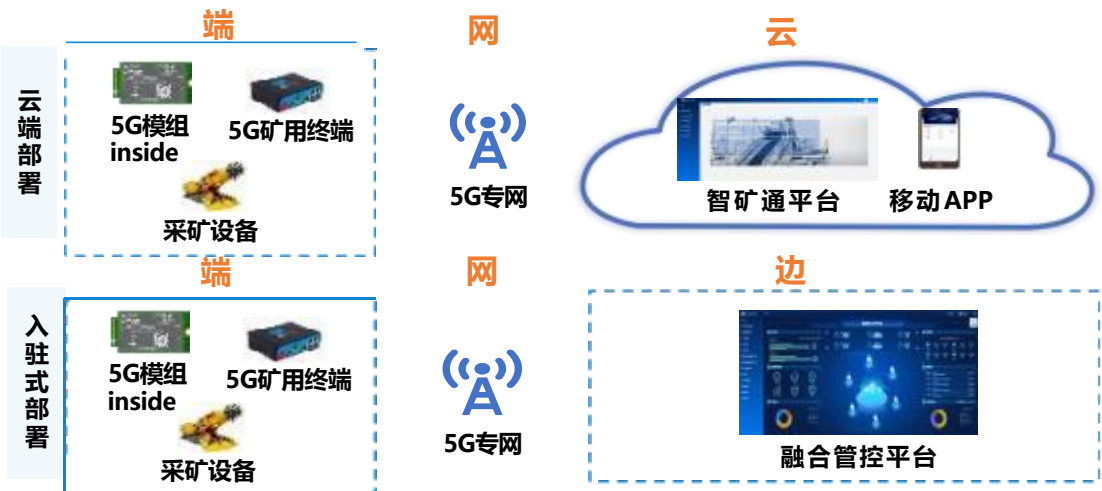 端
网
云
云端部署
5G模组
inside
5G矿用终端
采矿设备
5G专网
智矿通平台
移动APP
端
网
边
入驻式部署
5G模组
inside
5G矿用终端
采矿设备
5G专网
融合管控平台